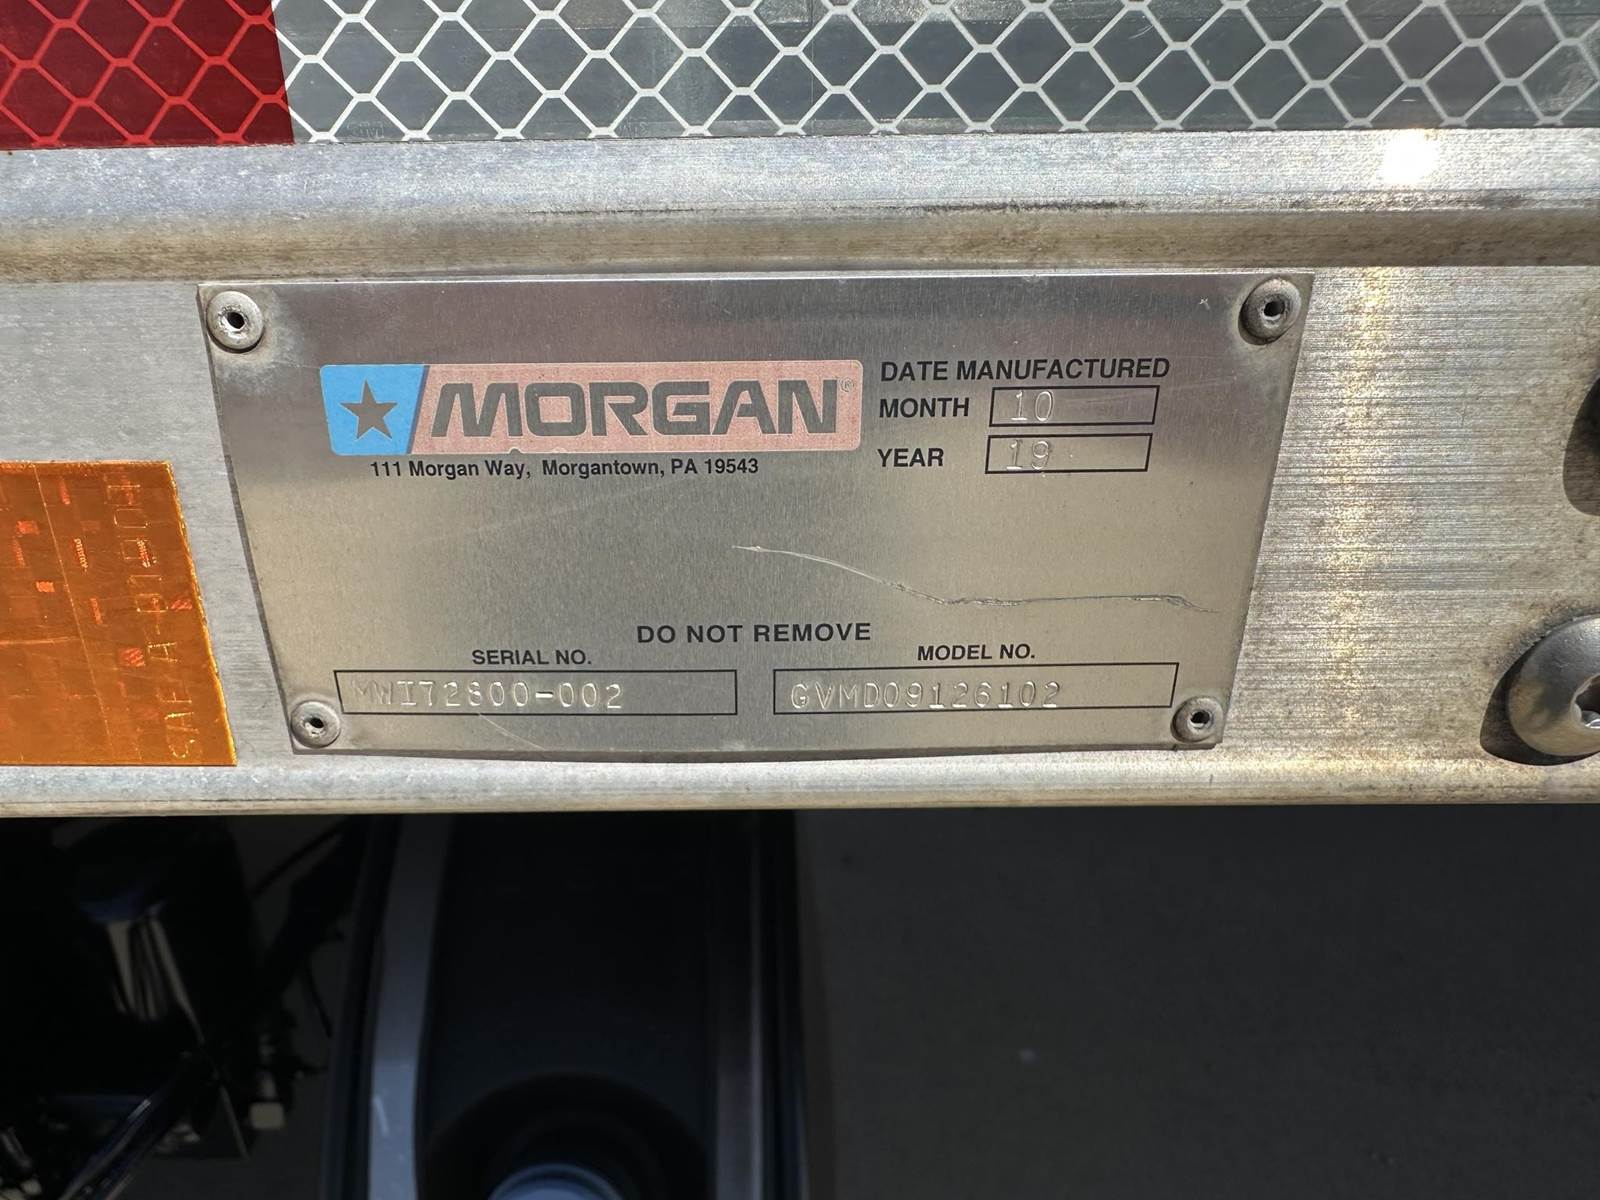 MORGAN®
111 Morgan Way, Morgantown, PA 19543
DATE MANUFACTURED
MONTH 10
YEAR 19
DO NOT REMOVE
SERIAL NO.
MWI72800-002
MODEL NO.
GVMD09126102